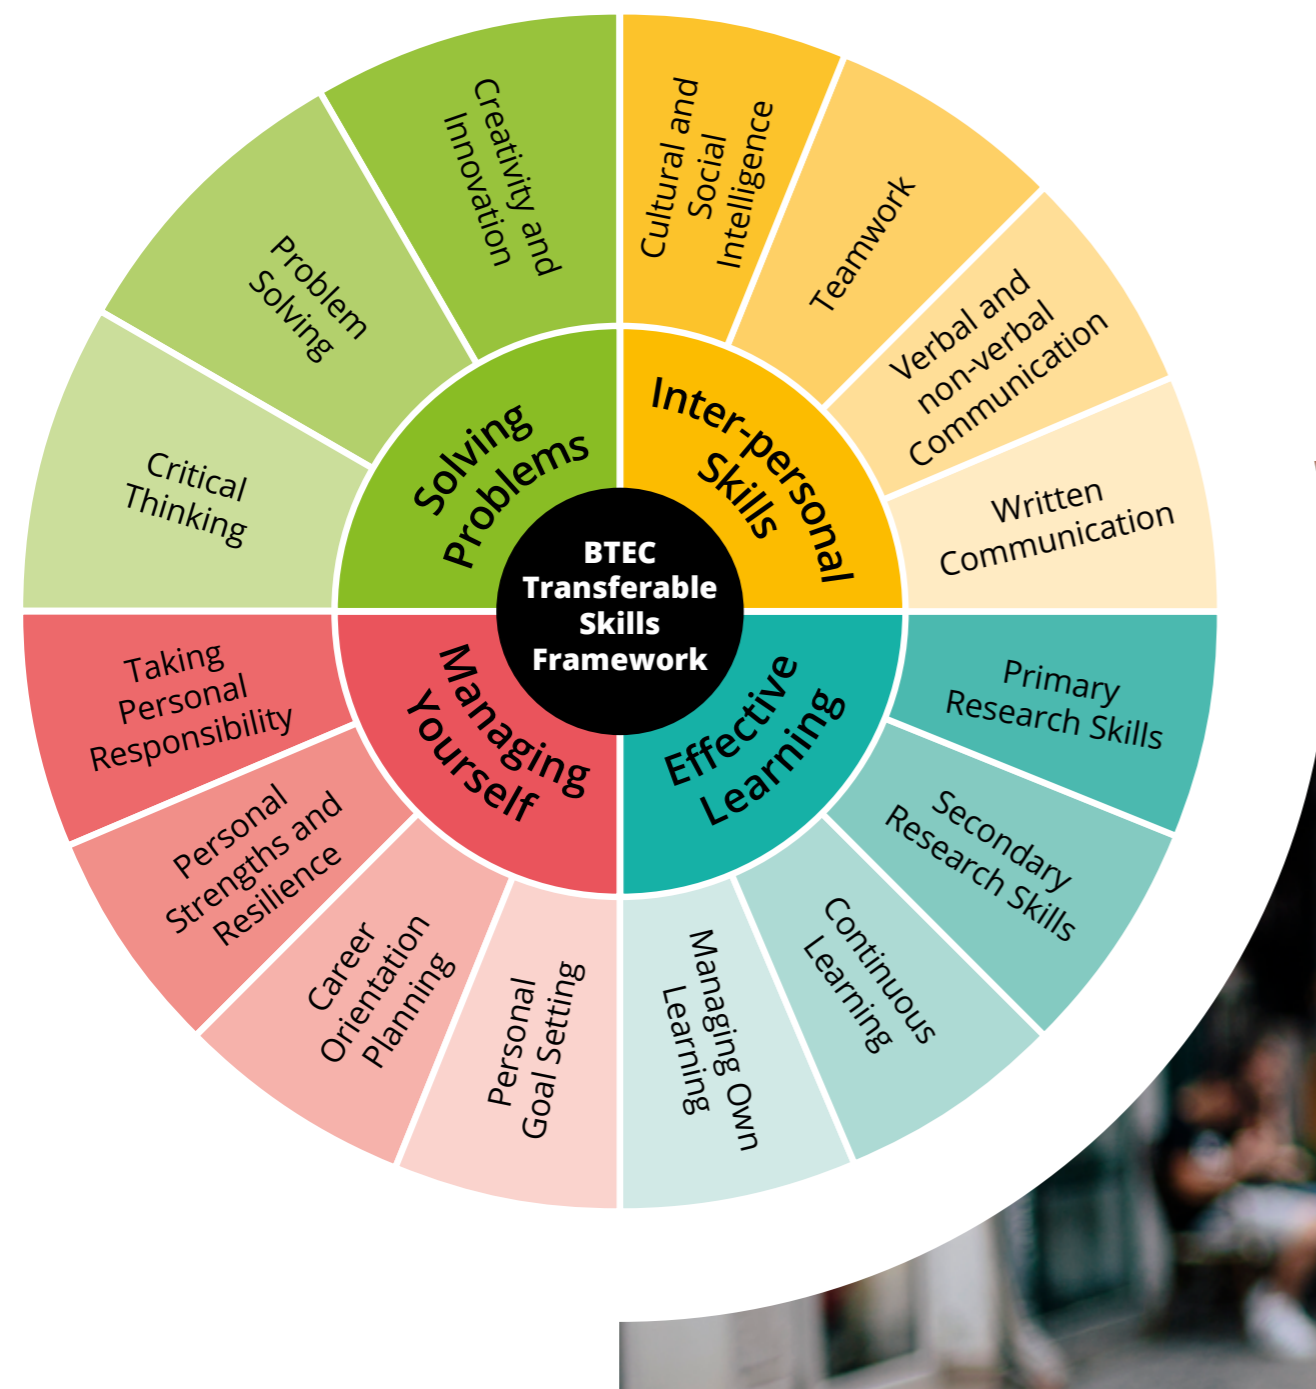 BTEC
Transferable
Skills
Framework
Solving
Problems
Creativity and
Innovation
Problem
Solving
Critical
Thinking
Inter-personal
Skills
Cultural and
Social
Intelligence
Teamwork
Verbal and
non-verbal
Communication
Written
Communication
Effective
Learning
Primary
Research Skills
Secondary
Research Skills
Continuous
Learning
Managing Own
Learning
Managing
Yourself
Personal
Goal Setting
Career
Orientation
Planning
Personal
Strengths and
Resilience
Taking
Personal
Responsibility